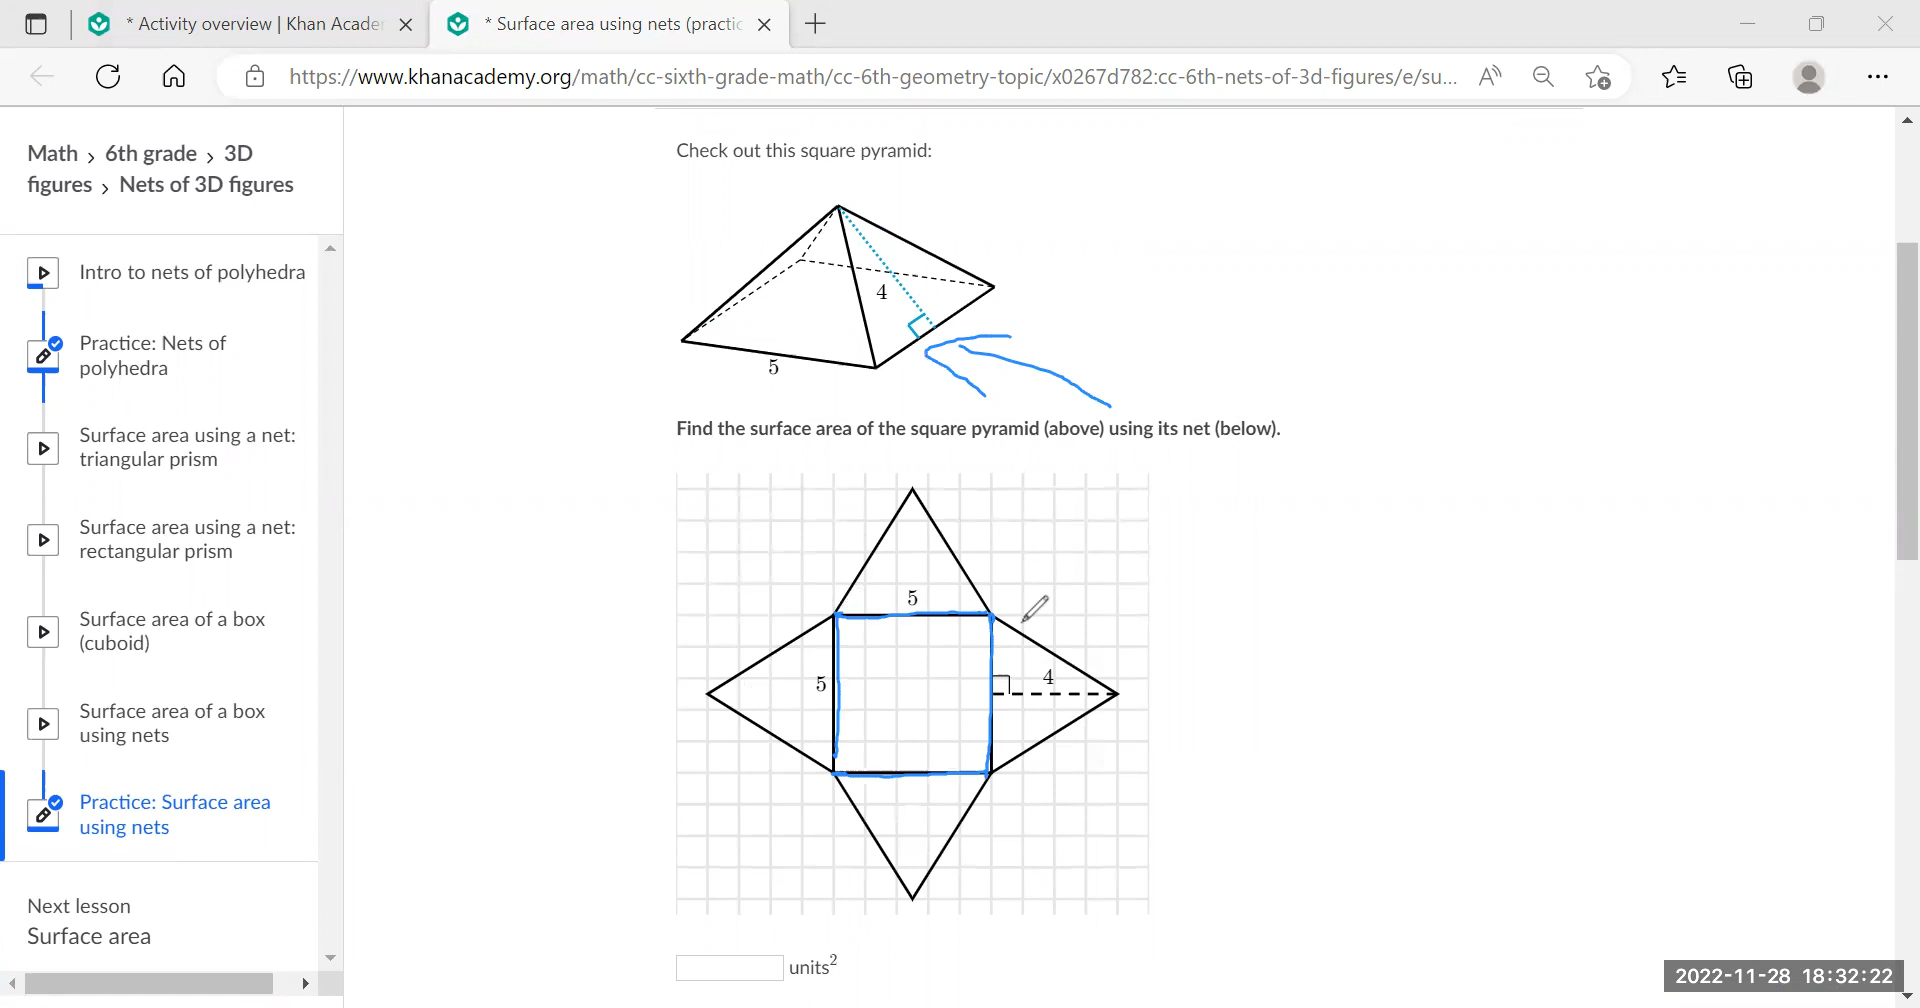 * Activity overview | Khan Acade
* Surface area using nets (practic
https://www.khanacademy.org/math/cc-sixth-grade-math/cc-6th-geometry-topic/x0267d782:cc-6th-nets-of-3d-figures/e/su...
Math › 6th grade › 3D
figures › Nets of 3D figures
Intro to nets of polyhedra
Practice: Nets of
polyhedra
Surface area using a net:
triangular prism
Surface area using a net:
rectangular prism
Surface area of a box
(cuboid)
Surface area of a box
using nets
Practice: Surface area
using nets
Next lesson
Surface area
Check out this square pyramid:
4
5
Find the surface area of the square pyramid (above) using its net (below).
5
5
4
units²
2022-11-28 18:32:22